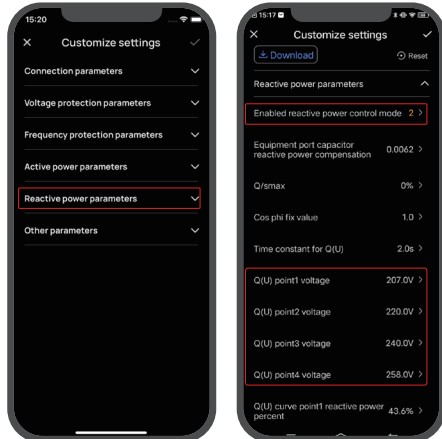 15:20
Customize settings
Connection parameters
Voltage protection parameters
Frequency protection parameters
Active power parameters
Reactive power parameters
Other parameters
15:17
Customize settings
Download
Reset
Reactive power parameters
Enabled reactive power control mode 2
Equipment port capacitor
reactive power compensation 0.0062
Q/smax 0%
Cos phi fix value 1.0
Time constant for Q(U) 2.0s
Q(U) point1 voltage 207.0V
Q(U) point2 voltage 220.0V
Q(U) point3 voltage 240.0V
Q(U) point4 voltage 258.0V
Q(U) curve point1 reactive power
percent 43.6%